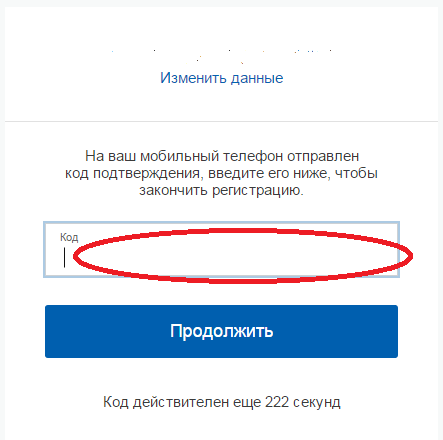 Изменить данные
На ваш мобильный телефон отправлен
код подтверждения, введите его ниже, чтобы
закончить регистрацию.
Код
Продолжить
Код действителен еще 222 секунд